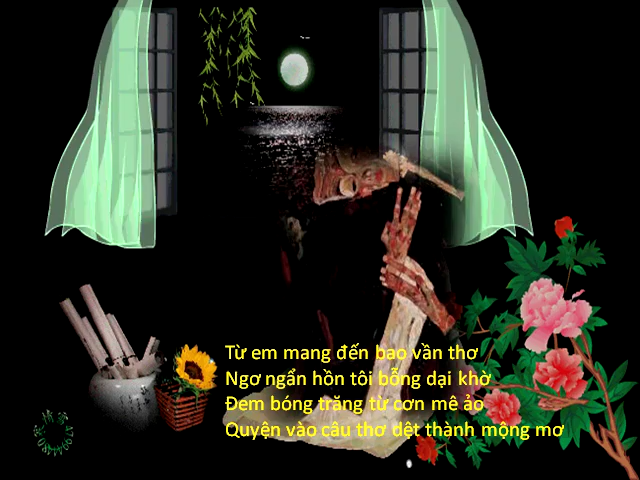 Từ em mang đến bao vần thơ
Ngơ ngẩn hồn tôi bỗng dại khờ
Đem bóng trăng từ cơn mê ảo
Quyện vào câu thơ dệt thành mộng mơ